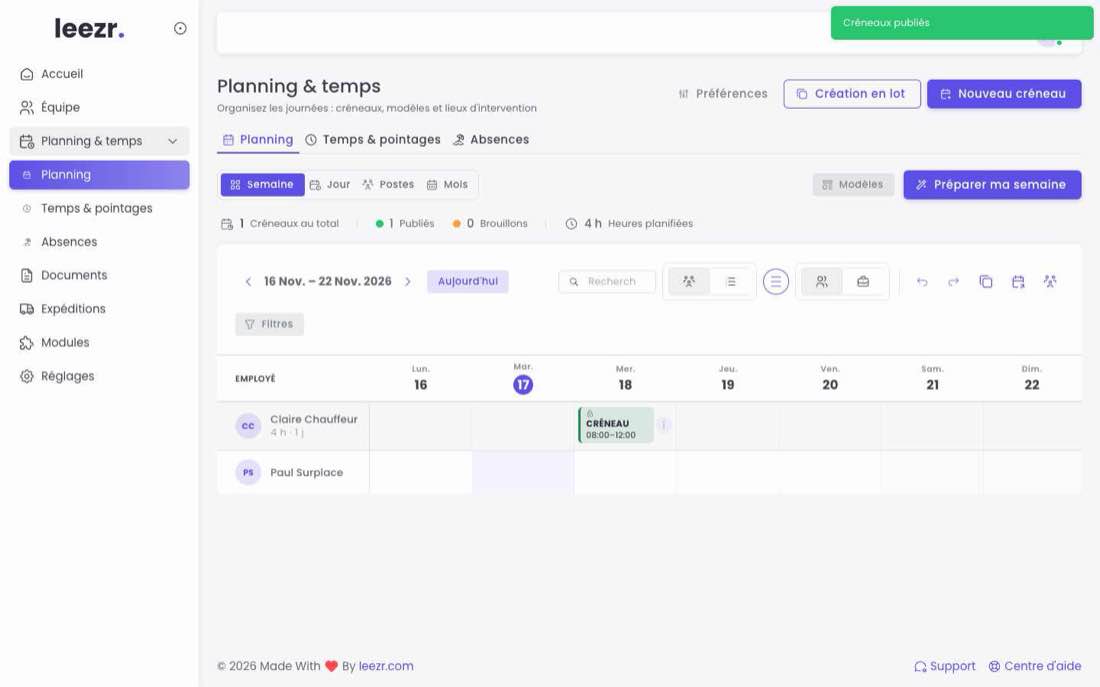 leezr.
Créneaux publiés
Accueil
Équipe
Planning & temps
Planning
Temps & pointages
Absences
Documents
Expéditions
Modules
Réglages
Planning & temps
Organisez les journées : créneaux, modèles et lieux d'intervention
Préférences
Création en lot
Nouveau créneau
Planning
Temps & pointages
Absences
Semaine
Jour
Postes
Mois
Modèles
Préparer ma semaine
1 Créneaux au total
1 Publiés
0 Brouillons
4 h Heures planifiées
16 Nov. – 22 Nov. 2026
Aujourd'hui
Recherch
Filtres
EMPLOYÉ
Lun. 16
Mar. 17
Mer. 18
Jeu. 19
Ven. 20
Sam. 21
Dim. 22
CC
Claire Chauffeur
4 h · 1 j
CRÉNEAU
08:00–12:00
PS
Paul Surplace
© 2026 Made With ❤️ By leezr.com
Support
Centre d'aide